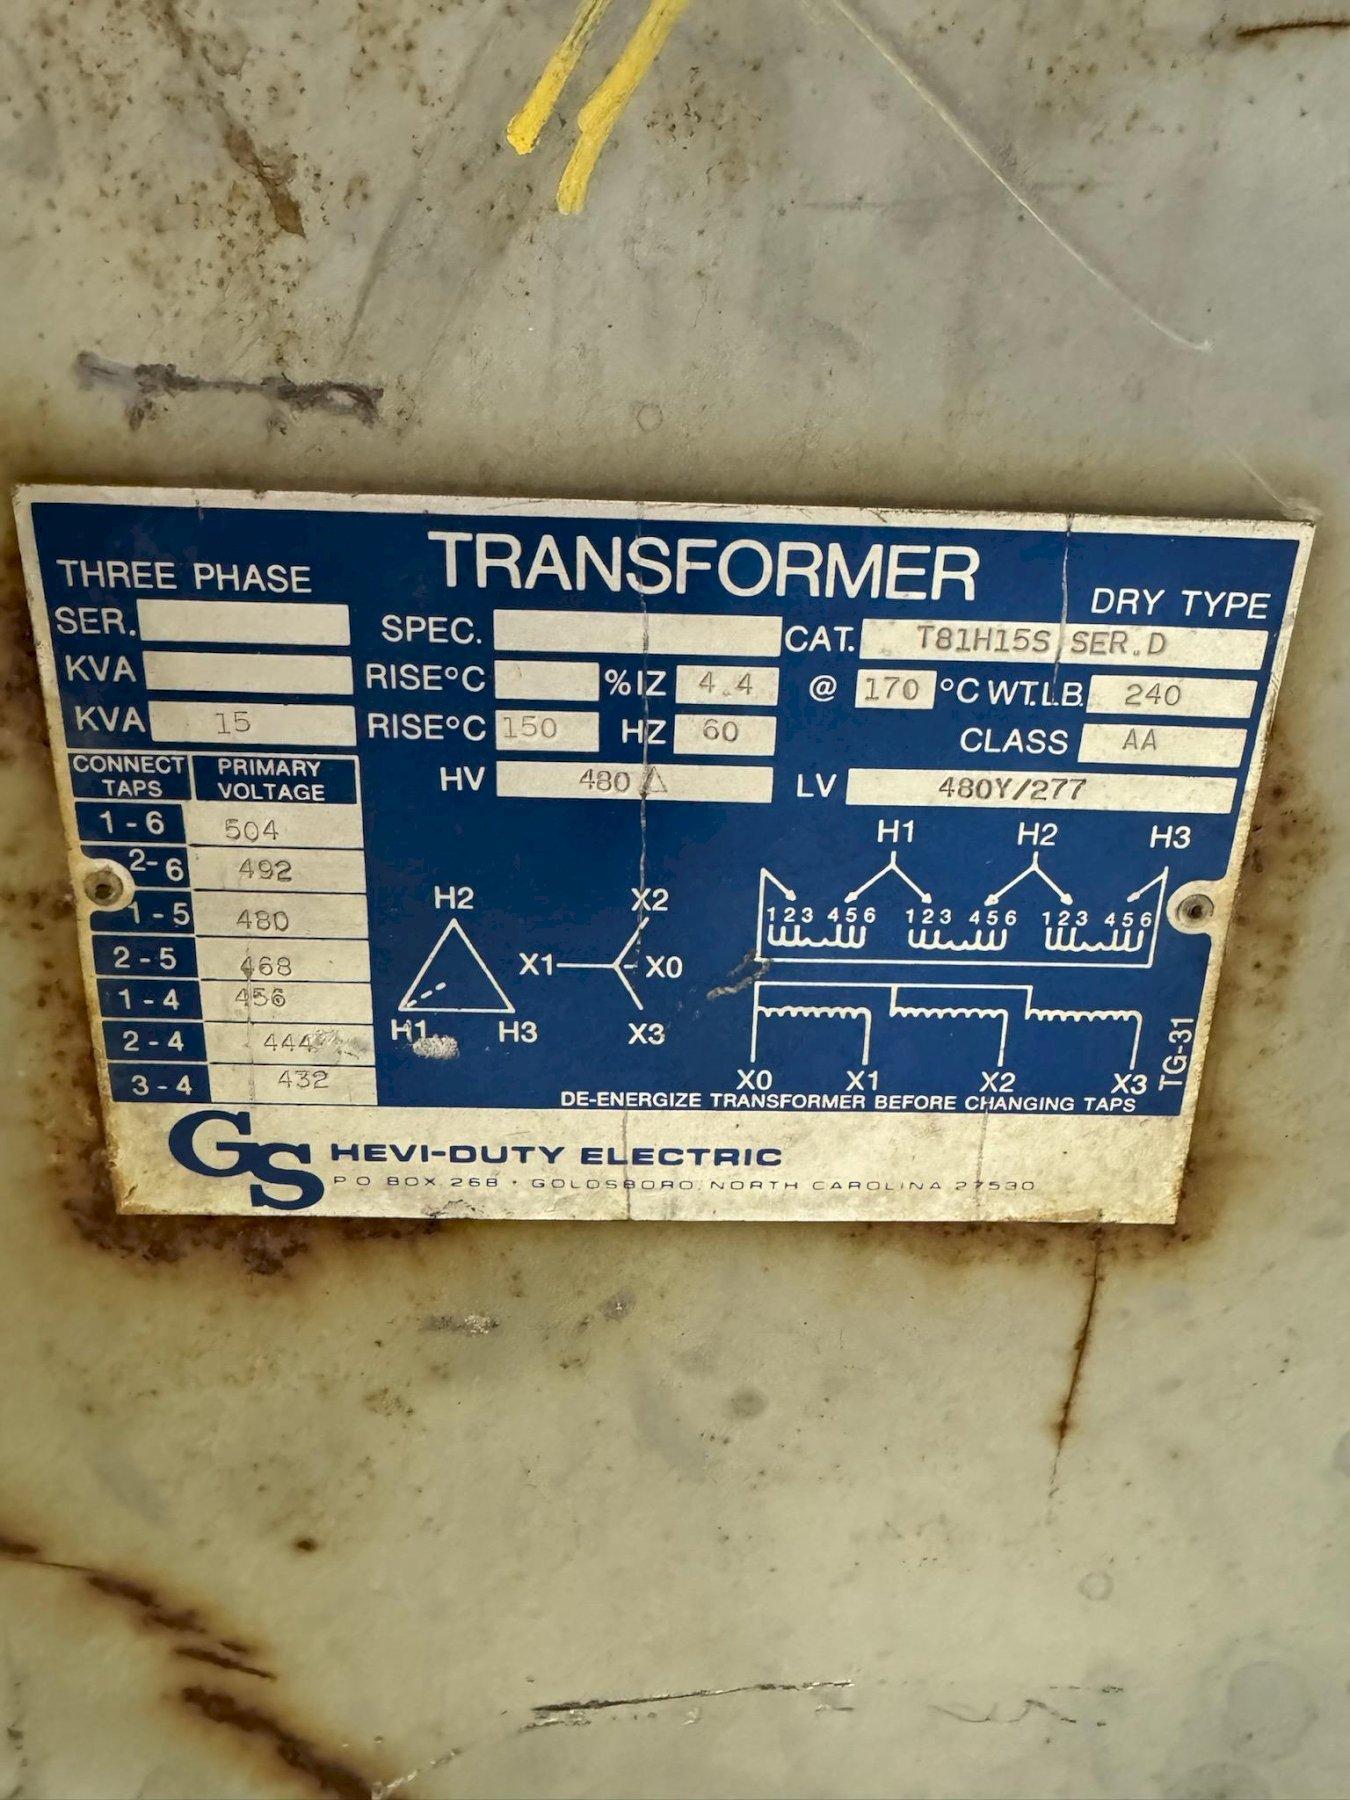 TRANSFORMER
THREE PHASE
DRY TYPE
SER.
SPEC.
CAT. T81H15S SER.D
KVA
RISE°C
%IZ 4.4 @ 170 °C WT.LB. 240
KVA 15
RISE°C 150
HZ 60
CLASS AA
HV 480 Δ
LV 480Y/277
CONNECT TAPS
PRIMARY VOLTAGE
1-6 504
2-6 492
1-5 480
2-5 468
1-4 456
2-4 444
3-4 432
H2
H1 H3
X2
X1 X0
X3
H1 H2 H3
123 456 123 456 123 456
X0 X1 X2 X3
TG-31
DE-ENERGIZE TRANSFORMER BEFORE CHANGING TAPS
GS HEVI-DUTY ELECTRIC
P O BOX 268 · GOLDSBORO, NORTH CAROLINA 27530